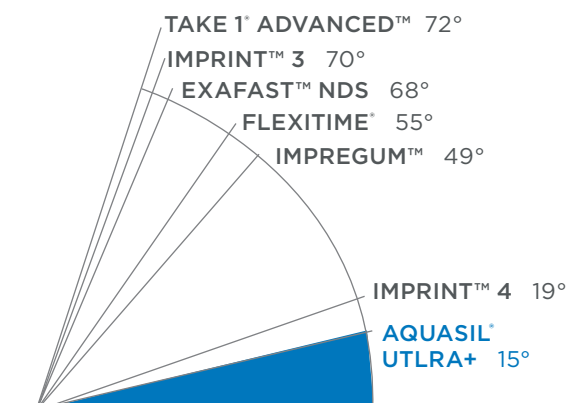 TAKE 1® ADVANCED™ 72°
IMPRINT™ 3 70°
EXAFAST™ NDS 68°
FLEXITIME® 55°
IMPREGUM™ 49°
IMPRINT™ 4 19°
AQUASIL®
UTLRA+ 15°